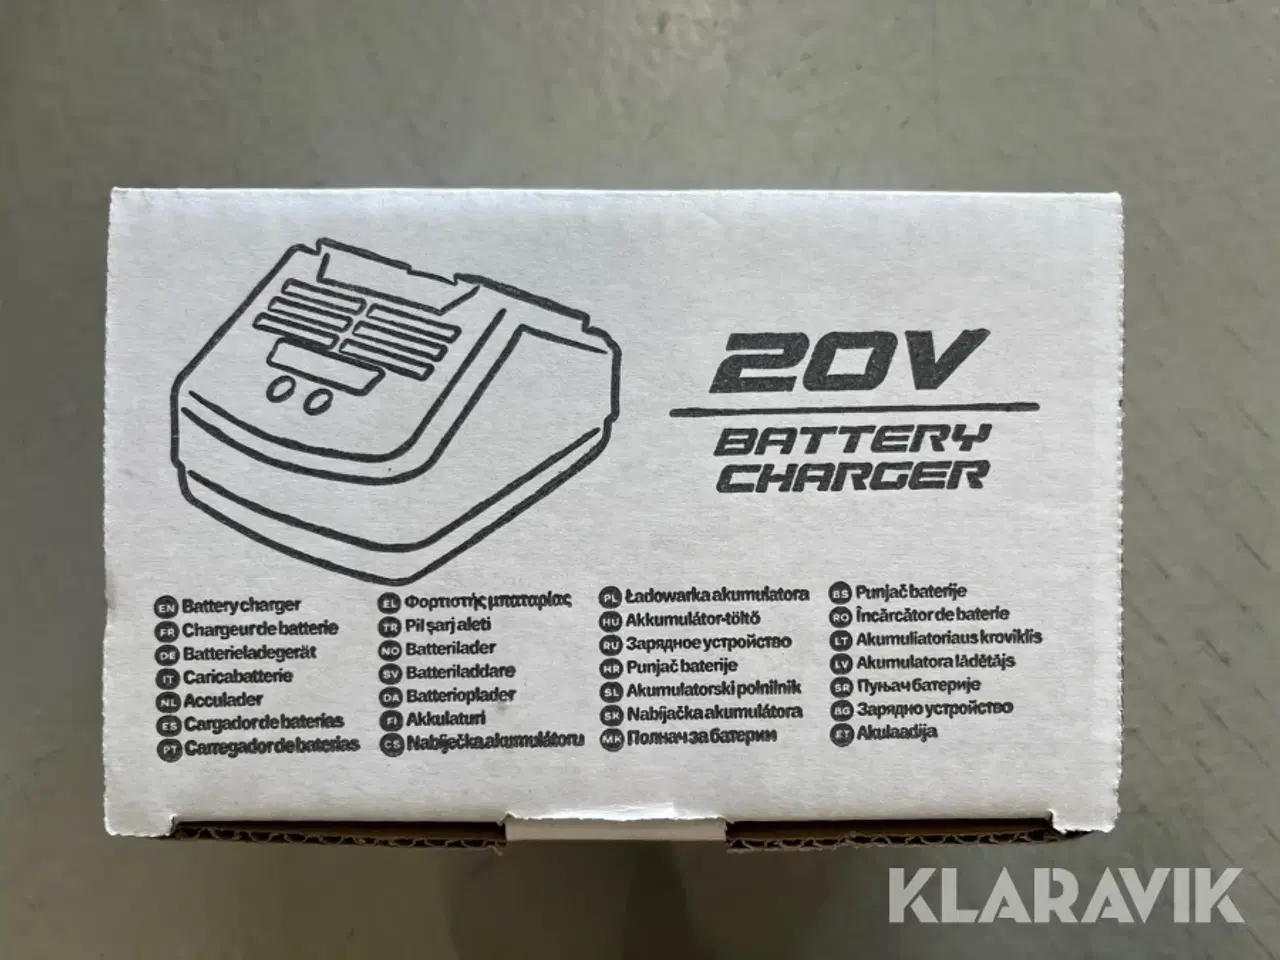 20V
BATTERY
CHARGER
EN Battery charger
FR Chargeur de batterie
DE Batterieladegerät
IT Caricabatterie
NL Acculader
ES Cargador de baterías
PT Carregador de baterias
EL Φορτιστής μπαταρίας
TR Pil şarj aleti
NO Batterilader
SV Batteriladdare
DA Batterioplader
FI Akkulaturi
CS Nabíječka akumulátoru
PL Ładowarka akumulatora
HU Akkumulátor-töltő
RU Зарядное устройство
HR Punjač baterije
SL Akumulatorski polnilnik
SK Nabíjačka akumulátora
MK Полнач за батерии
BS Punjač baterije
RO Încărcător de baterie
LT Akumuliatoriaus kroviklis
LV Akumulatora lādētājs
SR Пуњач батерије
BG Зарядно устройство
ET Akulaadija
KLARAVIK